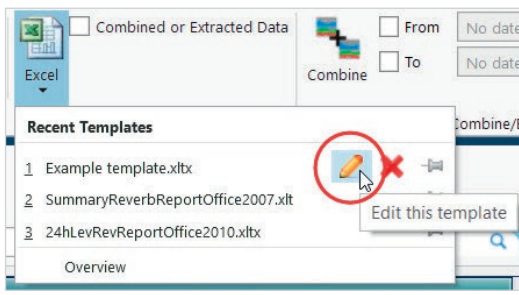 Combined or Extracted Data
From
No date
To
No date
Excel
Combine
Combine/E
Recent Templates
1 Example template.xltx
2 SummaryReverbReportOffice2007.xlt
3 24hLevRevReportOffice2010.xltx
Edit this template
Overview